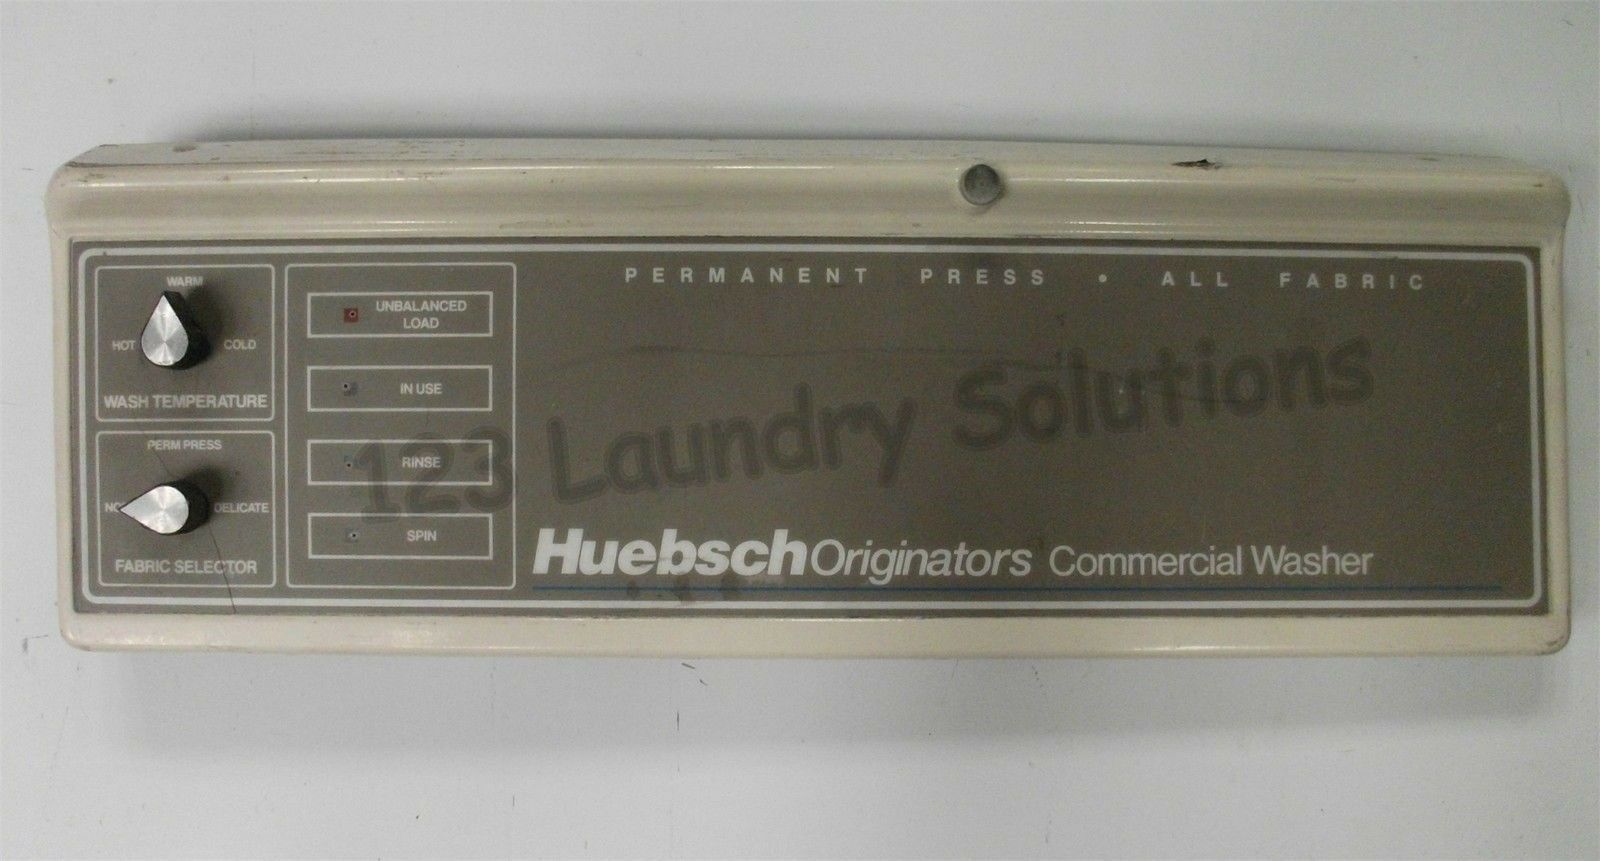 PERMANENT PRESS • ALL FABRIC
WARM
HOT
COLD
WASH TEMPERATURE
PERM PRESS
DELICATE
FABRIC SELECTOR
UNBALANCED
LOAD
IN USE
RINSE
SPIN
123 Laundry Solutions
Huebsch Originators Commercial Washer